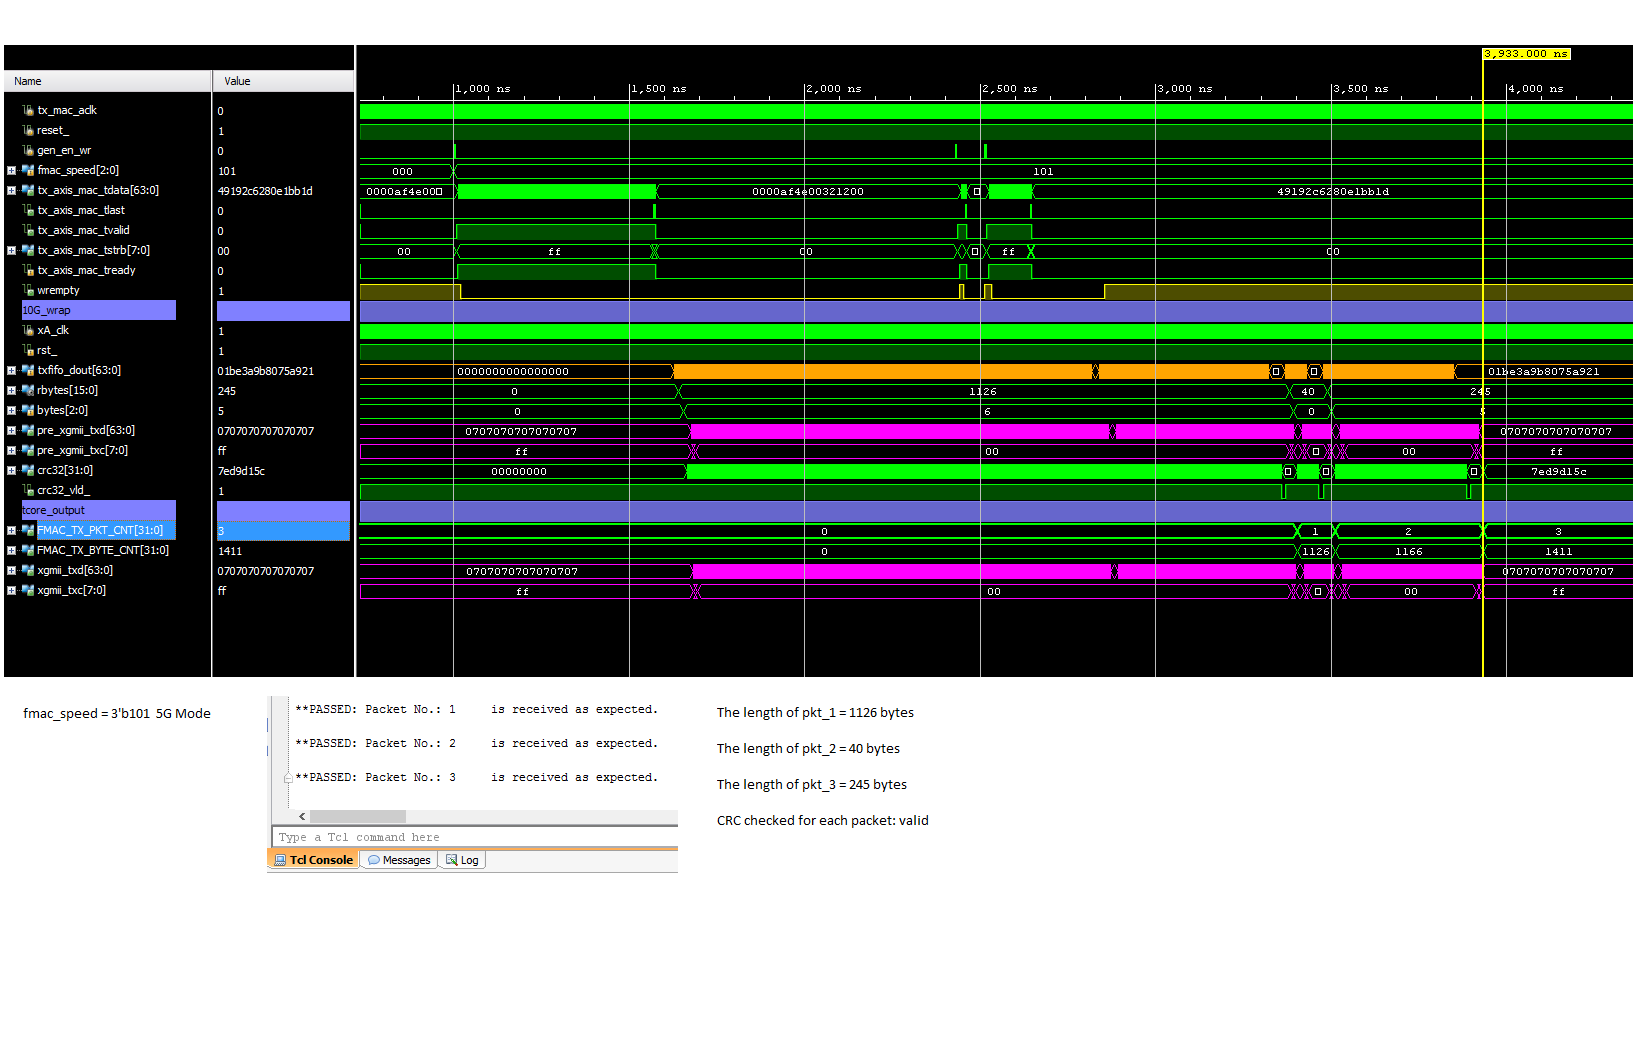 3,933.000 ns
Name Value
1,000 ns 1,500 ns 2,000 ns 2,500 ns 3,000 ns 3,500 ns 4,000 ns
tx_mac_aclk 0
reset_ 1
gen_en_wr 0
fmac_speed[2:0] 101 000 101
tx_axis_mac_tdata[63:0] 49192c6280e1bb1d 0000af4e00 0000af4e00321200 49192c6280e1bb1d
tx_axis_mac_tlast 0
tx_axis_mac_tvalid 0
tx_axis_mac_tstrb[7:0] 00 00 ff 00 ff 00
tx_axis_mac_tready 0
wrempty 1
10G_wrap
xA_clk 1
rst_ 1
txfifo_dout[63:0] 01be3a9b8075a921 0000000000000000 01be3a9b8075a921
rbytes[15:0] 245 0 1126 40 245
bytes[2:0] 5 0 6 0 5
pre_xgmii_txd[63:0] 0707070707070707 0707070707070707 0707070707070707
pre_xgmii_txc[7:0] ff ff 00 00 ff
crc32[31:0] 7ed9d15c 00000000 7ed9d15c
crc32_vld_ 1
tcore_output
FMAC_TX_PKT_CNT[31:0] 3 0 1 2 3
FMAC_TX_BYTE_CNT[31:0] 1411 0 1126 1166 1411
xgmii_txd[63:0] 0707070707070707 0707070707070707 0707070707070707
xgmii_txc[7:0] ff ff 00 00 ff
fmac_speed = 3'b101 5G Mode
**PASSED: Packet No.: 1 is received as expected.
**PASSED: Packet No.: 2 is received as expected.
**PASSED: Packet No.: 3 is received as expected.
Type a Tcl command here
Tcl Console Messages Log
The length of pkt_1 = 1126 bytes
The length of pkt_2 = 40 bytes
The length of pkt_3 = 245 bytes
CRC checked for each packet: valid